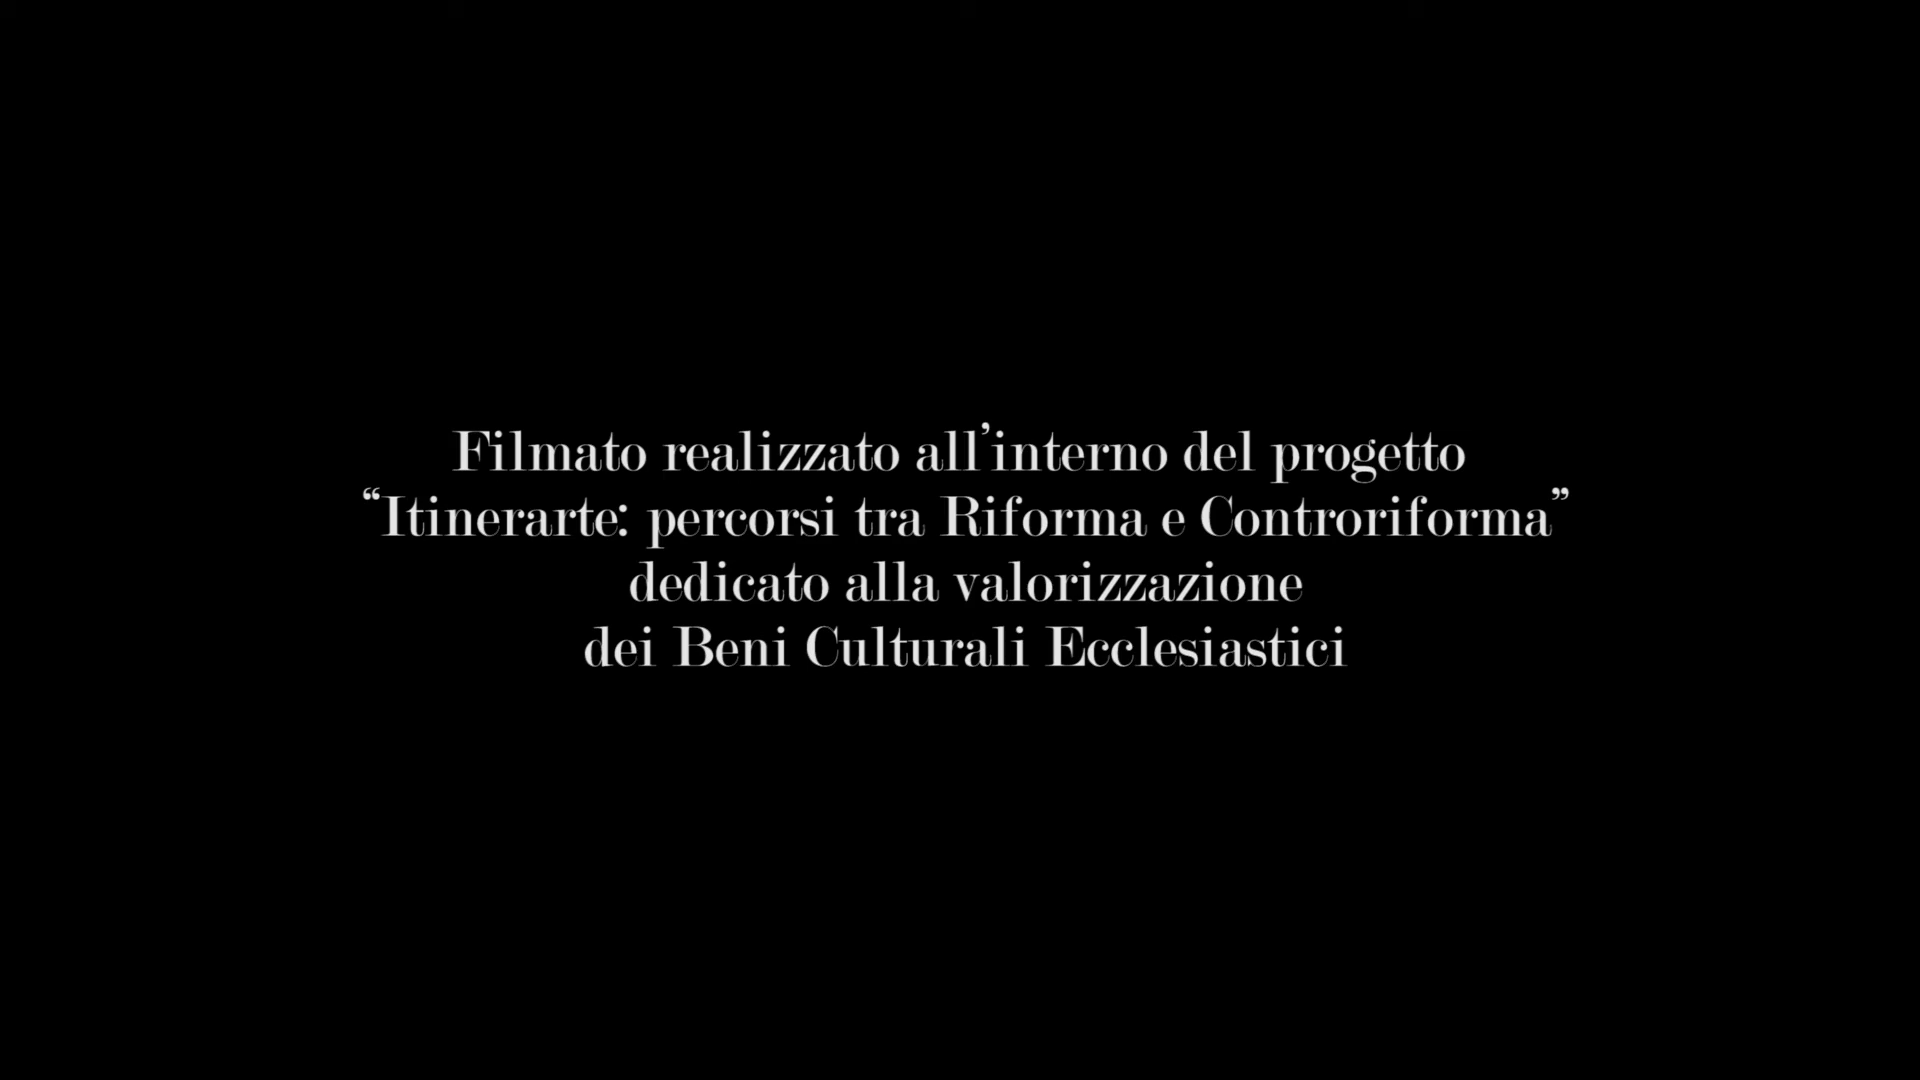 Filmato realizzato all’interno del progetto
“Itinerarte: percorsi tra Riforma e Controriforma”
dedicato alla valorizzazione
dei Beni Culturali Ecclesiastici